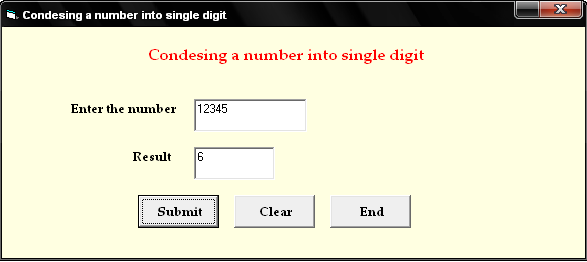 Condesing a number into single digit
Condesing a number into single digit
Enter the number 12345
Result 6
Submit Clear End